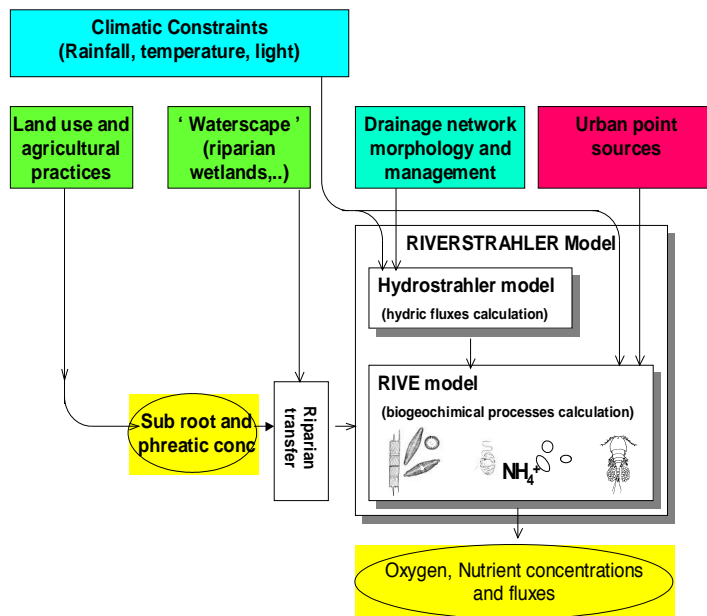 Climatic Constraints
(Rainfall, temperature, light)
Land use and
agricultural
practices
‘ Waterscape ’
(riparian
wetlands,..)
Drainage network
morphology and
management
Urban point
sources
RIVERSTRAHLER Model
Hydrostrahler model
(hydric fluxes calculation)
RIVE model
(biogeochemical processes calculation)
NH4+
Sub root and
phreatic conc
Riparian
transfer
Oxygen, Nutrient concentrations
and fluxes